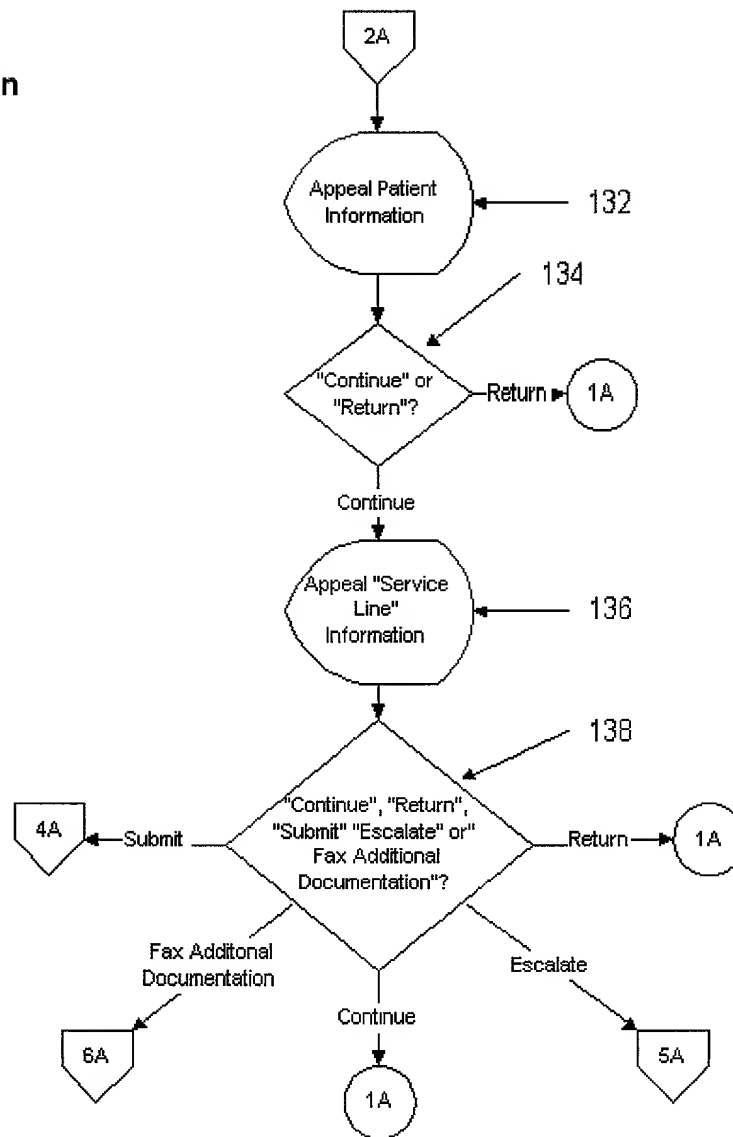 2A
n
Appeal Patient
Information
132
134
"Continue" or
"Return"?
Return
1A
Continue
Appeal "Service
Line"
Information
136
138
"Continue", "Return",
"Submit" "Escalate" or"
Fax Additional
Documentation"?
4A
Submit
Return
1A
Fax Additonal
Documentation
Escalate
Continue
6A
5A
1A